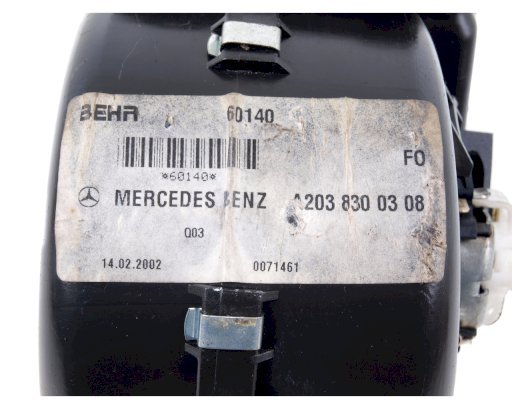 BEHR 60140
*60140*
FO
MERCEDES BENZ A203 830 03 08
Q03
14.02.2002 0071461